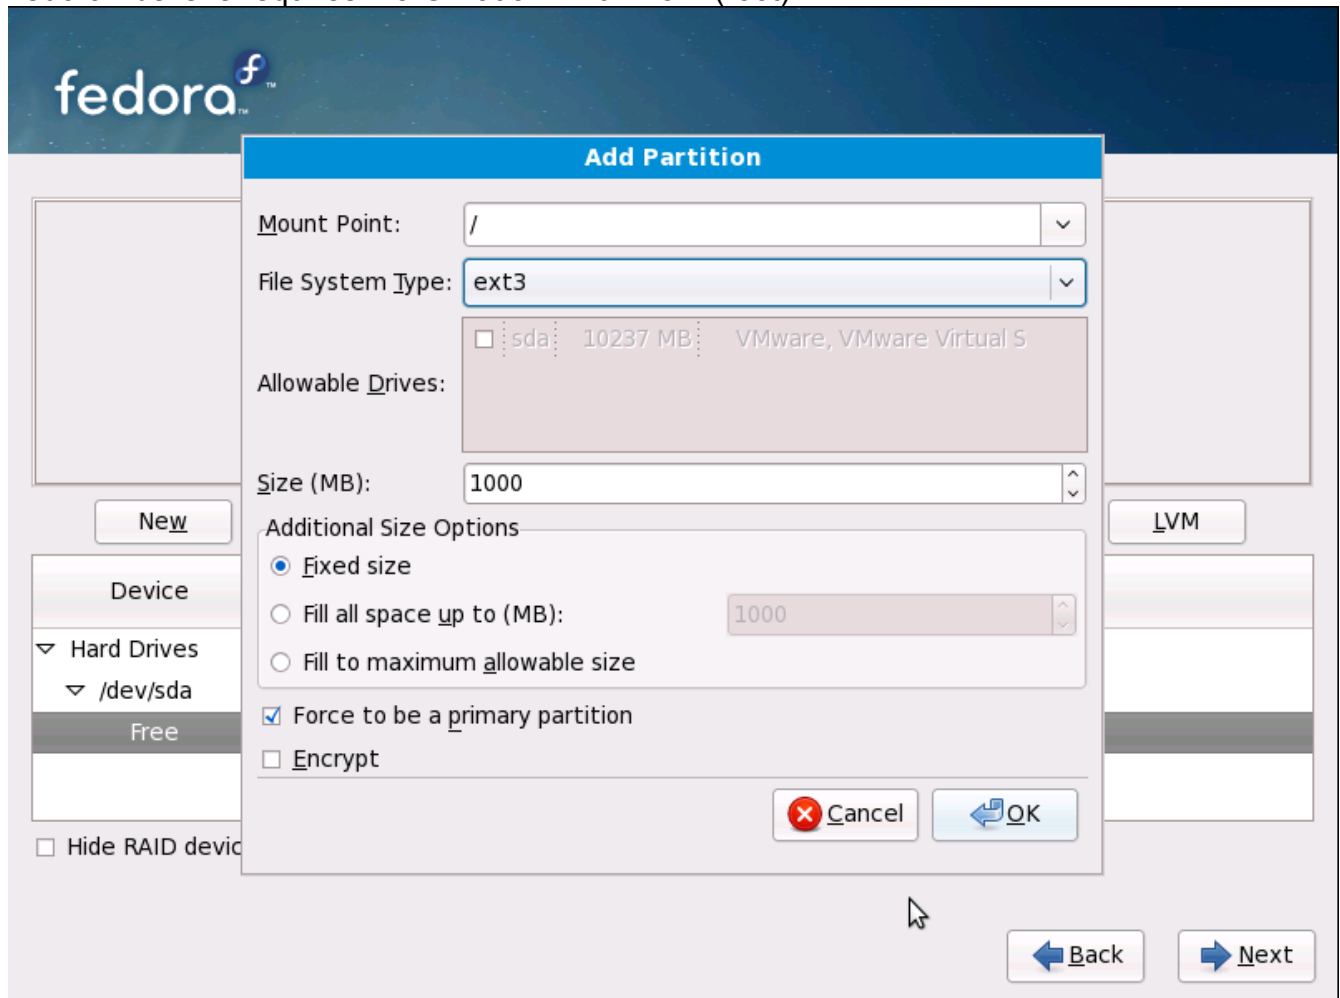 fedora
Add Partition
Mount Point: /
File System Type: ext3
sda 10237 MB VMware, VMware Virtual S
Allowable Drives:
Size (MB): 1000
New
LVM
Additional Size Options
Fixed size
Device
Fill all space up to (MB): 1000
Hard Drives
Fill to maximum allowable size
/dev/sda
Force to be a primary partition
Free
Encrypt
Cancel OK
Hide RAID devic
Back Next